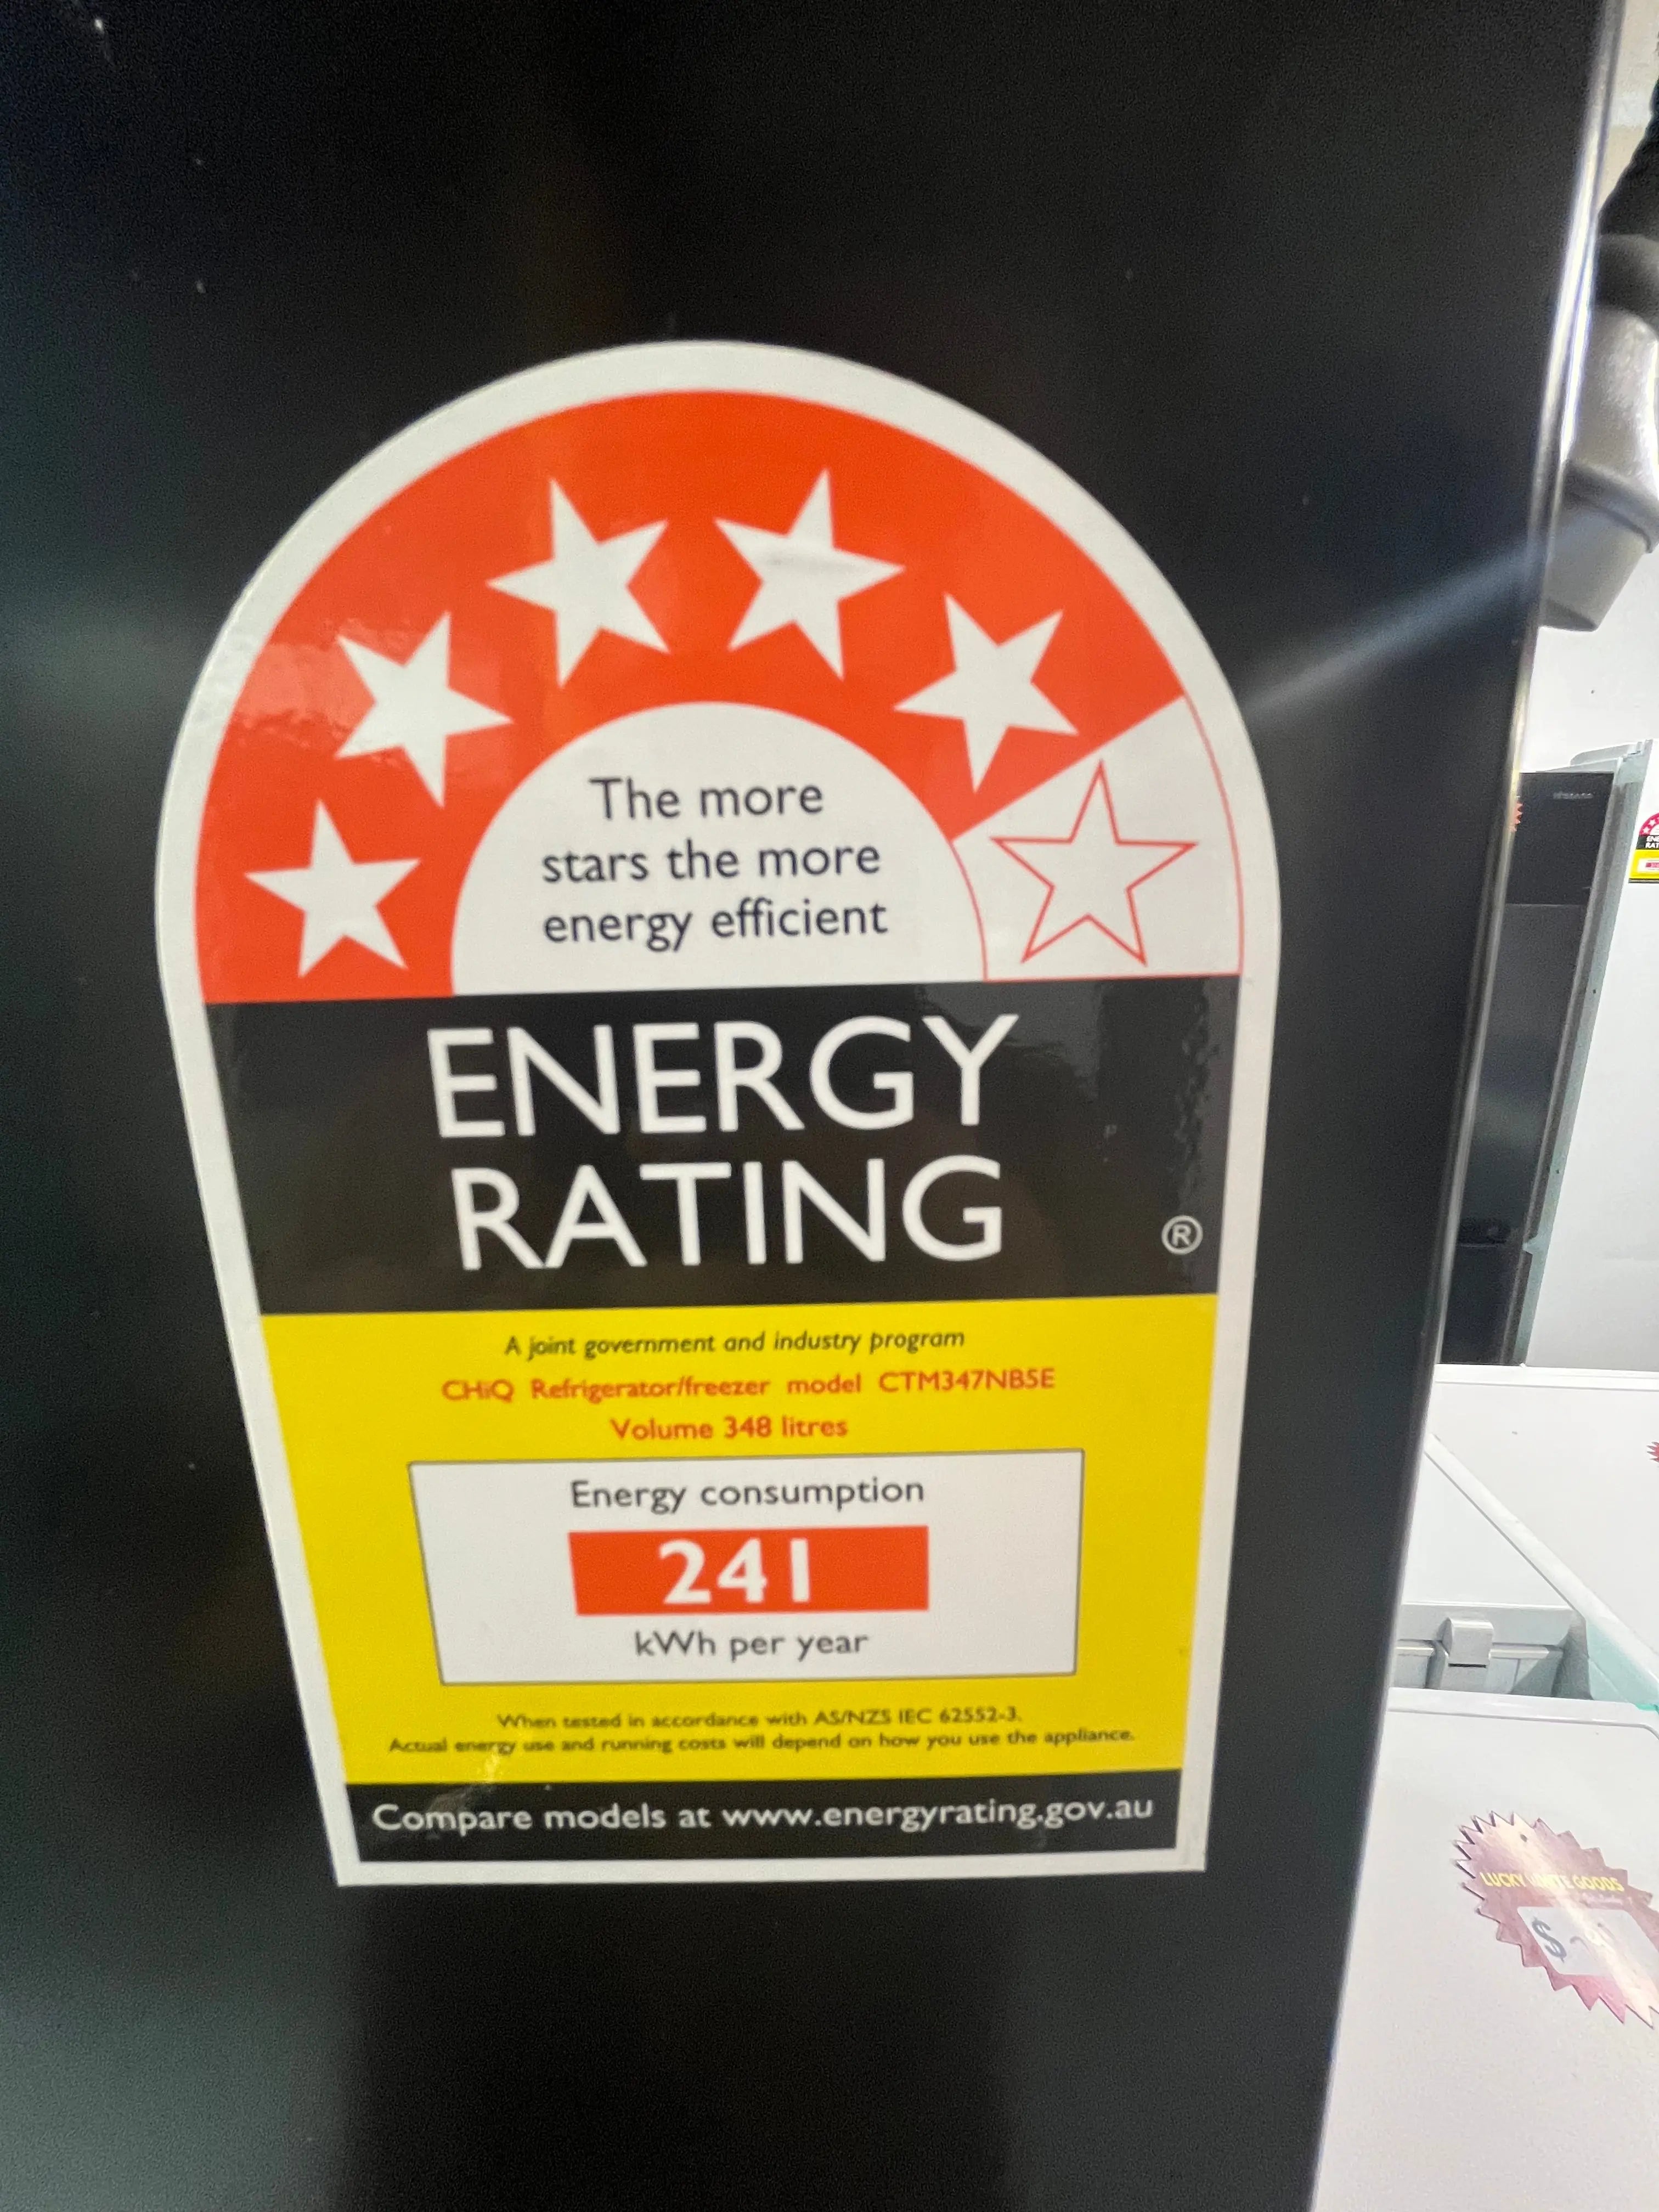 The more
stars the more
energy efficient
ENERGY
RATING
®
A joint government and industry program
CHiQ Refrigerator/freezer model CTM347NB5E
Volume 348 litres
Energy consumption
241
kWh per year
When tested in accordance with AS/NZS IEC 62552-3.
Actual energy use and running costs will depend on how you use the appliance.
Compare models at www.energyrating.gov.au
LUCKY WHITE GOODS
$